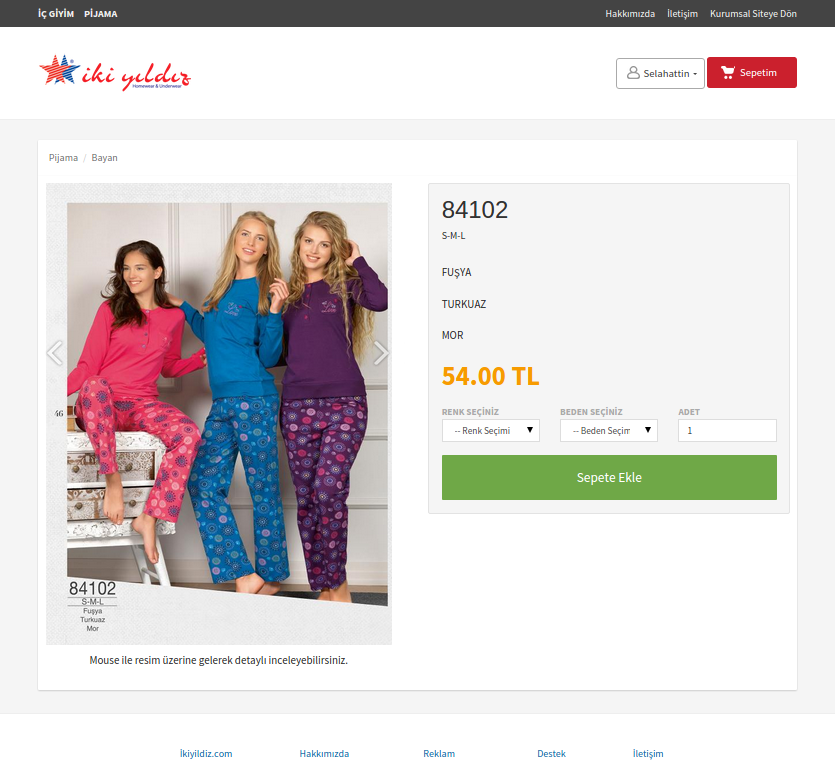 İÇ GİYİM PİJAMA Hakkımızda İletişim Kurumsal Siteye Dön
iki yıldız
Homewear & Underwear
Selahattin
Sepetim
Pijama / Bayan
46
84102
S-M-L
Fuşya
Turkuaz
Mor
Mouse ile resim üzerine gelerek detaylı inceleyebilirsiniz.
84102
S-M-L
FUŞYA
TURKUAZ
MOR
54.00 TL
RENK SEÇİNİZ BEDEN SEÇİNİZ ADET
-- Renk Seçimi -- Beden Seçim 1
Sepete Ekle
İkiyildiz.com Hakkımızda Reklam Destek İletişim